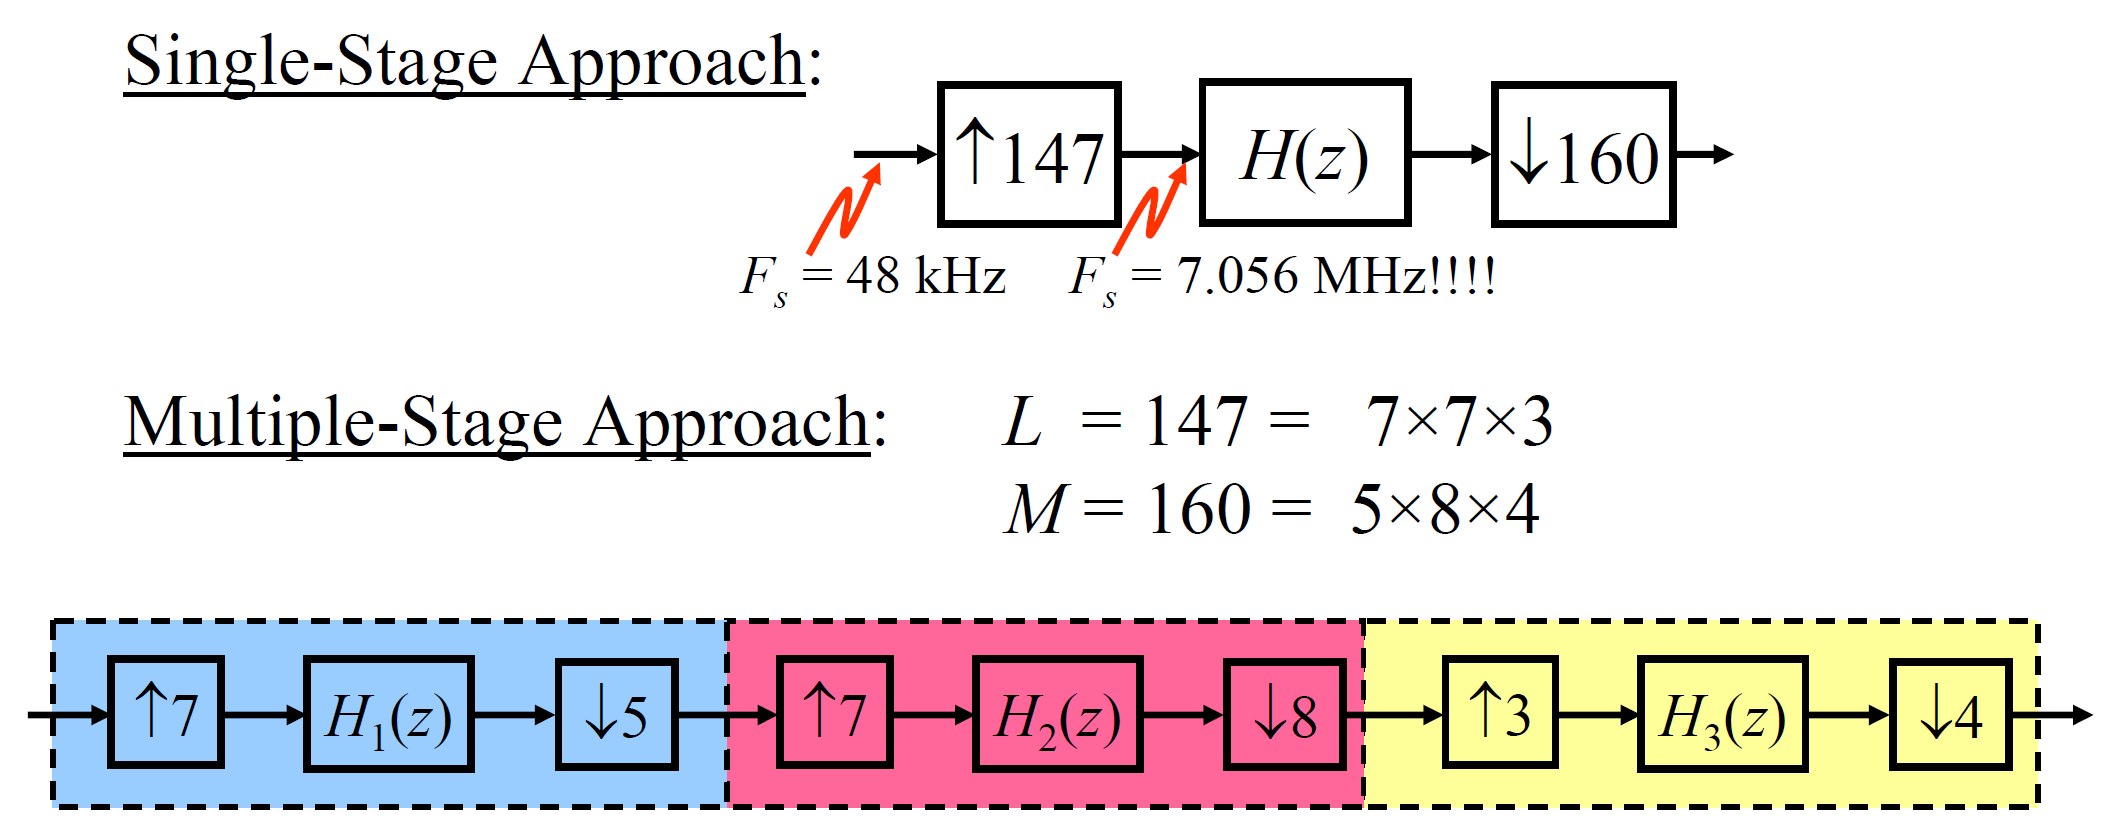 Single-Stage Approach:
↑147 H(z) ↓160
Fₛ = 48 kHz Fₛ = 7.056 MHz!!!!
Multiple-Stage Approach: L = 147 = 7×7×3
M = 160 = 5×8×4
↑7 H₁(z) ↓5 ↑7 H₂(z) ↓8 ↑3 H₃(z) ↓4